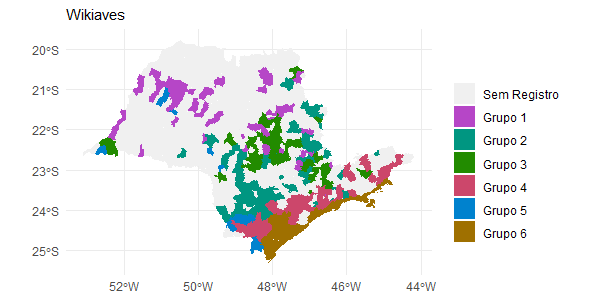 Wikiaves
20°S
21°S
22°S
23°S
24°S
25°S
52°W
50°W
48°W
46°W
44°W
Sem Registro
Grupo 1
Grupo 2
Grupo 3
Grupo 4
Grupo 5
Grupo 6